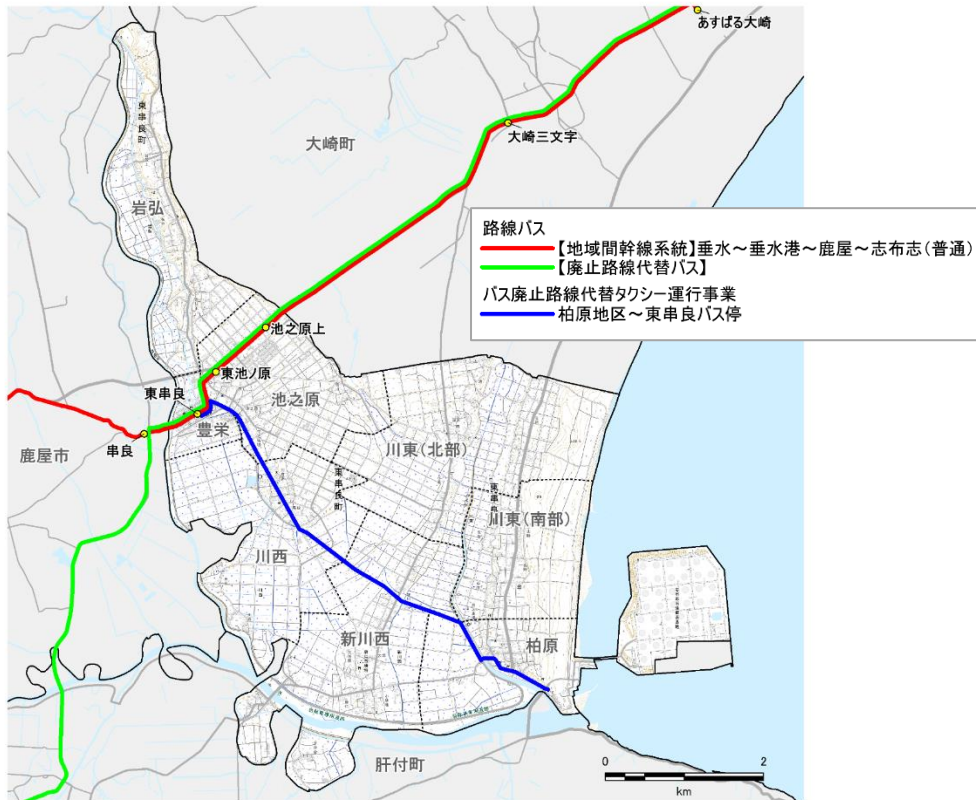 あすぱる大崎
東串良町
大崎三文字
大崎町
岩弘
路線バス
【地域間幹線系統】垂水～垂水港～鹿屋～志布志（普通）
【廃止路線代替バス】
バス廃止路線代替タクシー運行事業
柏原地区～東串良バス停
池之原上
東池ノ原
東串良
池之原
豊栄
串良
鹿屋市
川東（北部）
東串良町
川東（南部）
川西
新川西
柏原
肝付町
0 2
km